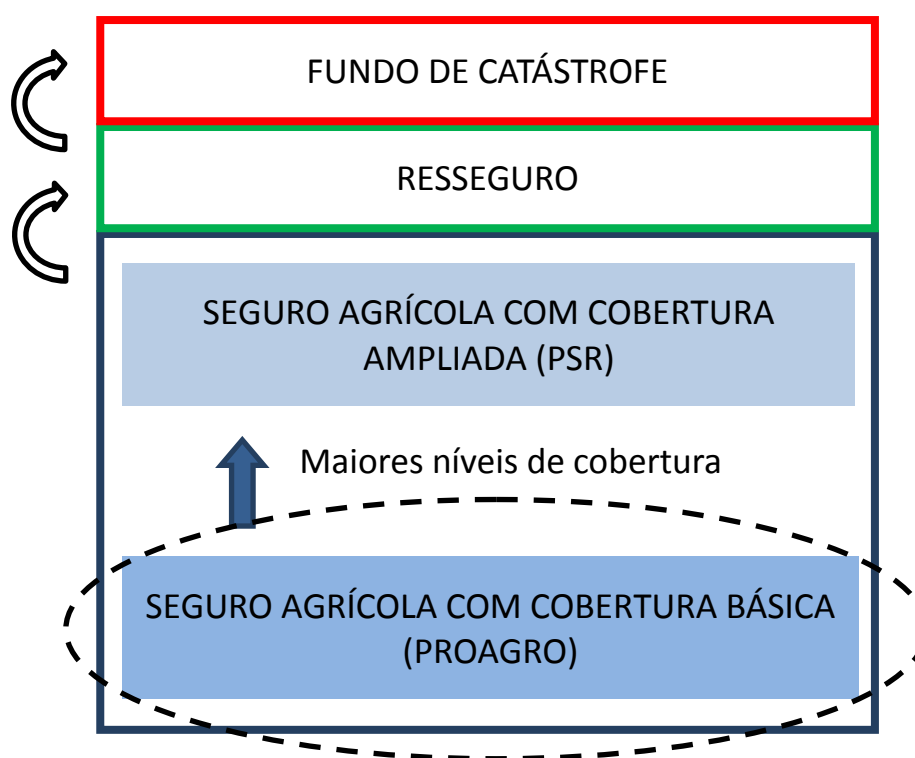 FUNDO DE CATÁSTROFE
RESSEGURO
SEGURO AGRÍCOLA COM COBERTURA
AMPLIADA (PSR)
Maiores níveis de cobertura
SEGURO AGRÍCOLA COM COBERTURA BÁSICA
(PROAGRO)